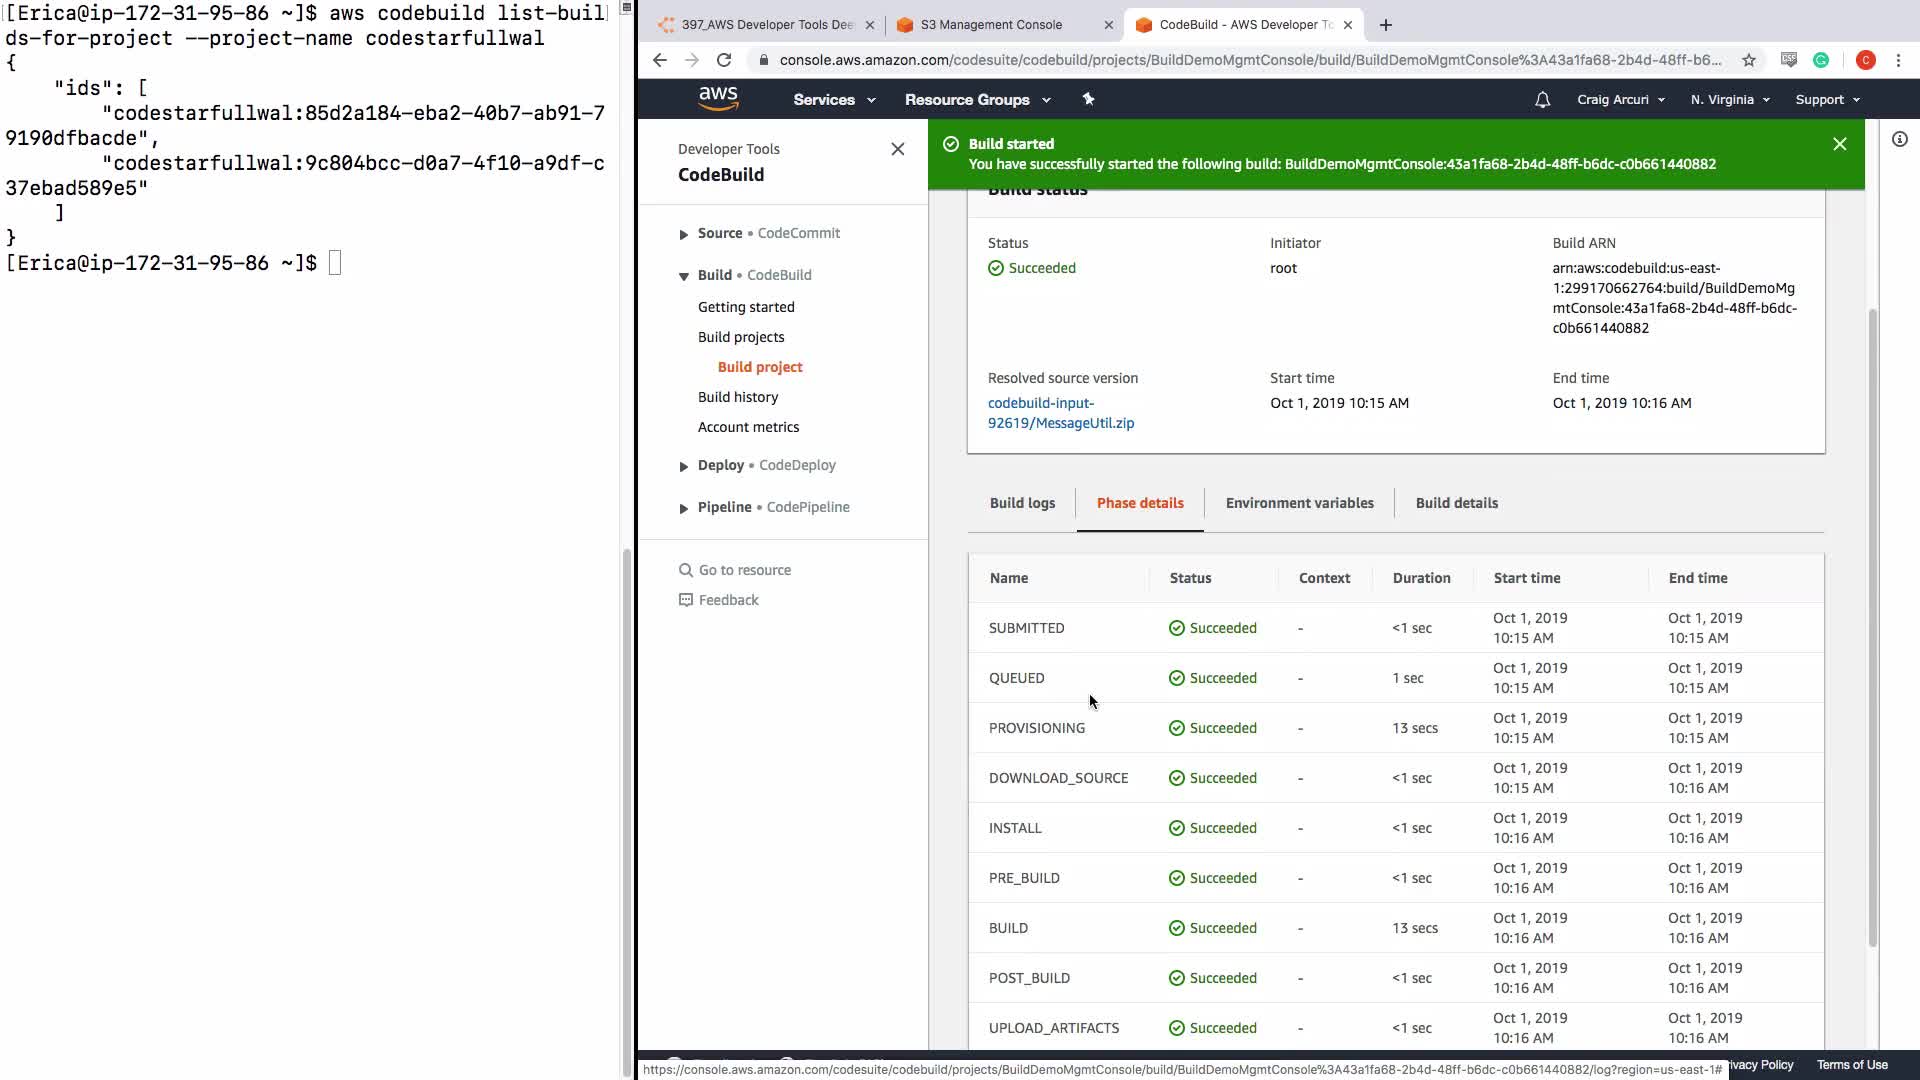 [Erica@ip-172-31-95-86 ~]$ aws codebuild list-buil
ds-for-project --project-name codestarfullwal
{
    "ids": [
        "codestarfullwal:85d2a184-eba2-40b7-ab91-7
9190dfbacde",
        "codestarfullwal:9c804bcc-d0a7-4f10-a9df-c
37ebad589e5"
    ]
}
[Erica@ip-172-31-95-86 ~]$
397_AWS Developer Tools Dee
S3 Management Console
CodeBuild - AWS Developer To
console.aws.amazon.com/codesuite/codebuild/projects/BuildDemoMgmtConsole/build/BuildDemoMgmtConsole%3A43a1fa68-2b4d-48ff-b6...
C
aws
Services
Resource Groups
Craig Arcuri
N. Virginia
Support
Developer Tools
CodeBuild
Source • CodeCommit
Build • CodeBuild
Getting started
Build projects
Build project
Build history
Account metrics
Deploy • CodeDeploy
Pipeline • CodePipeline
Go to resource
Feedback
Build started
You have successfully started the following build: BuildDemoMgmtConsole:43a1fa68-2b4d-48ff-b6dc-c0b661440882
Build status
Status
Succeeded
Initiator
root
Build ARN
arn:aws:codebuild:us-east-
1:299170662764:build/BuildDemoMg
mtConsole:43a1fa68-2b4d-48ff-b6dc-
c0b661440882
Resolved source version
codebuild-input-
92619/MessageUtil.zip
Start time
Oct 1, 2019 10:15 AM
End time
Oct 1, 2019 10:16 AM
Build logs
Phase details
Environment variables
Build details
Name Status Context Duration Start time End time
SUBMITTED Succeeded - <1 sec Oct 1, 2019 Oct 1, 2019
10:15 AM 10:15 AM
QUEUED Succeeded - 1 sec Oct 1, 2019 Oct 1, 2019
10:15 AM 10:15 AM
PROVISIONING Succeeded - 13 secs Oct 1, 2019 Oct 1, 2019
10:15 AM 10:15 AM
DOWNLOAD_SOURCE Succeeded - <1 sec Oct 1, 2019 Oct 1, 2019
10:15 AM 10:16 AM
INSTALL Succeeded - <1 sec Oct 1, 2019 Oct 1, 2019
10:16 AM 10:16 AM
PRE_BUILD Succeeded - <1 sec Oct 1, 2019 Oct 1, 2019
10:16 AM 10:16 AM
BUILD Succeeded - 13 secs Oct 1, 2019 Oct 1, 2019
10:16 AM 10:16 AM
POST_BUILD Succeeded - <1 sec Oct 1, 2019 Oct 1, 2019
10:16 AM 10:16 AM
UPLOAD_ARTIFACTS Succeeded - <1 sec Oct 1, 2019 Oct 1, 2019
10:16 AM 10:16 AM
https://console.aws.amazon.com/codesuite/codebuild/projects/BuildDemoMgmtConsole/build/BuildDemoMgmtConsole%3A43a1fa68-2b4d-48ff-b6dc-c0b661440882/log?region=us-east-1#
rivacy Policy
Terms of Use